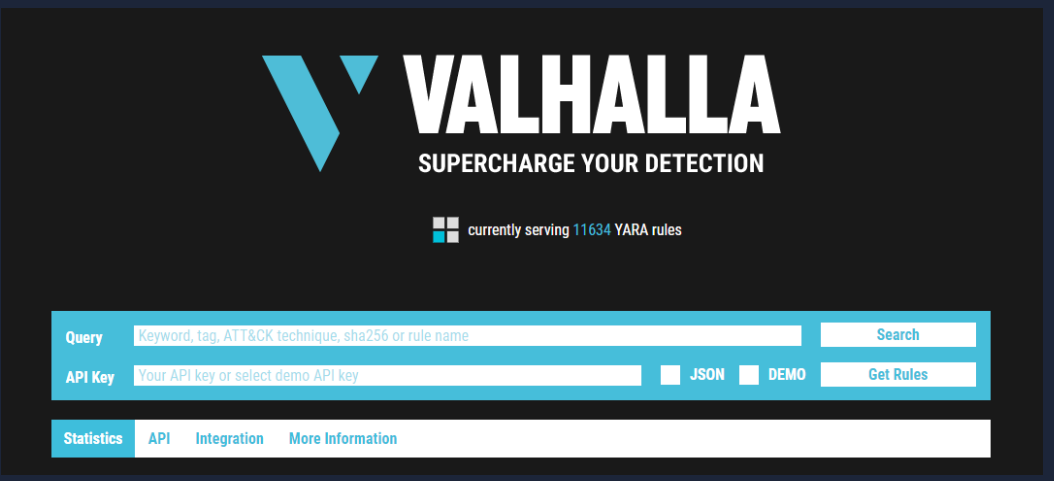 VALHALLA
SUPERCHARGE YOUR DETECTION
currently serving 11634 YARA rules
Query Keyword, tag, ATT&CK technique, sha256 or rule name Search
API Key Your API key or select demo API key JSON DEMO Get Rules
Statistics API Integration More Information